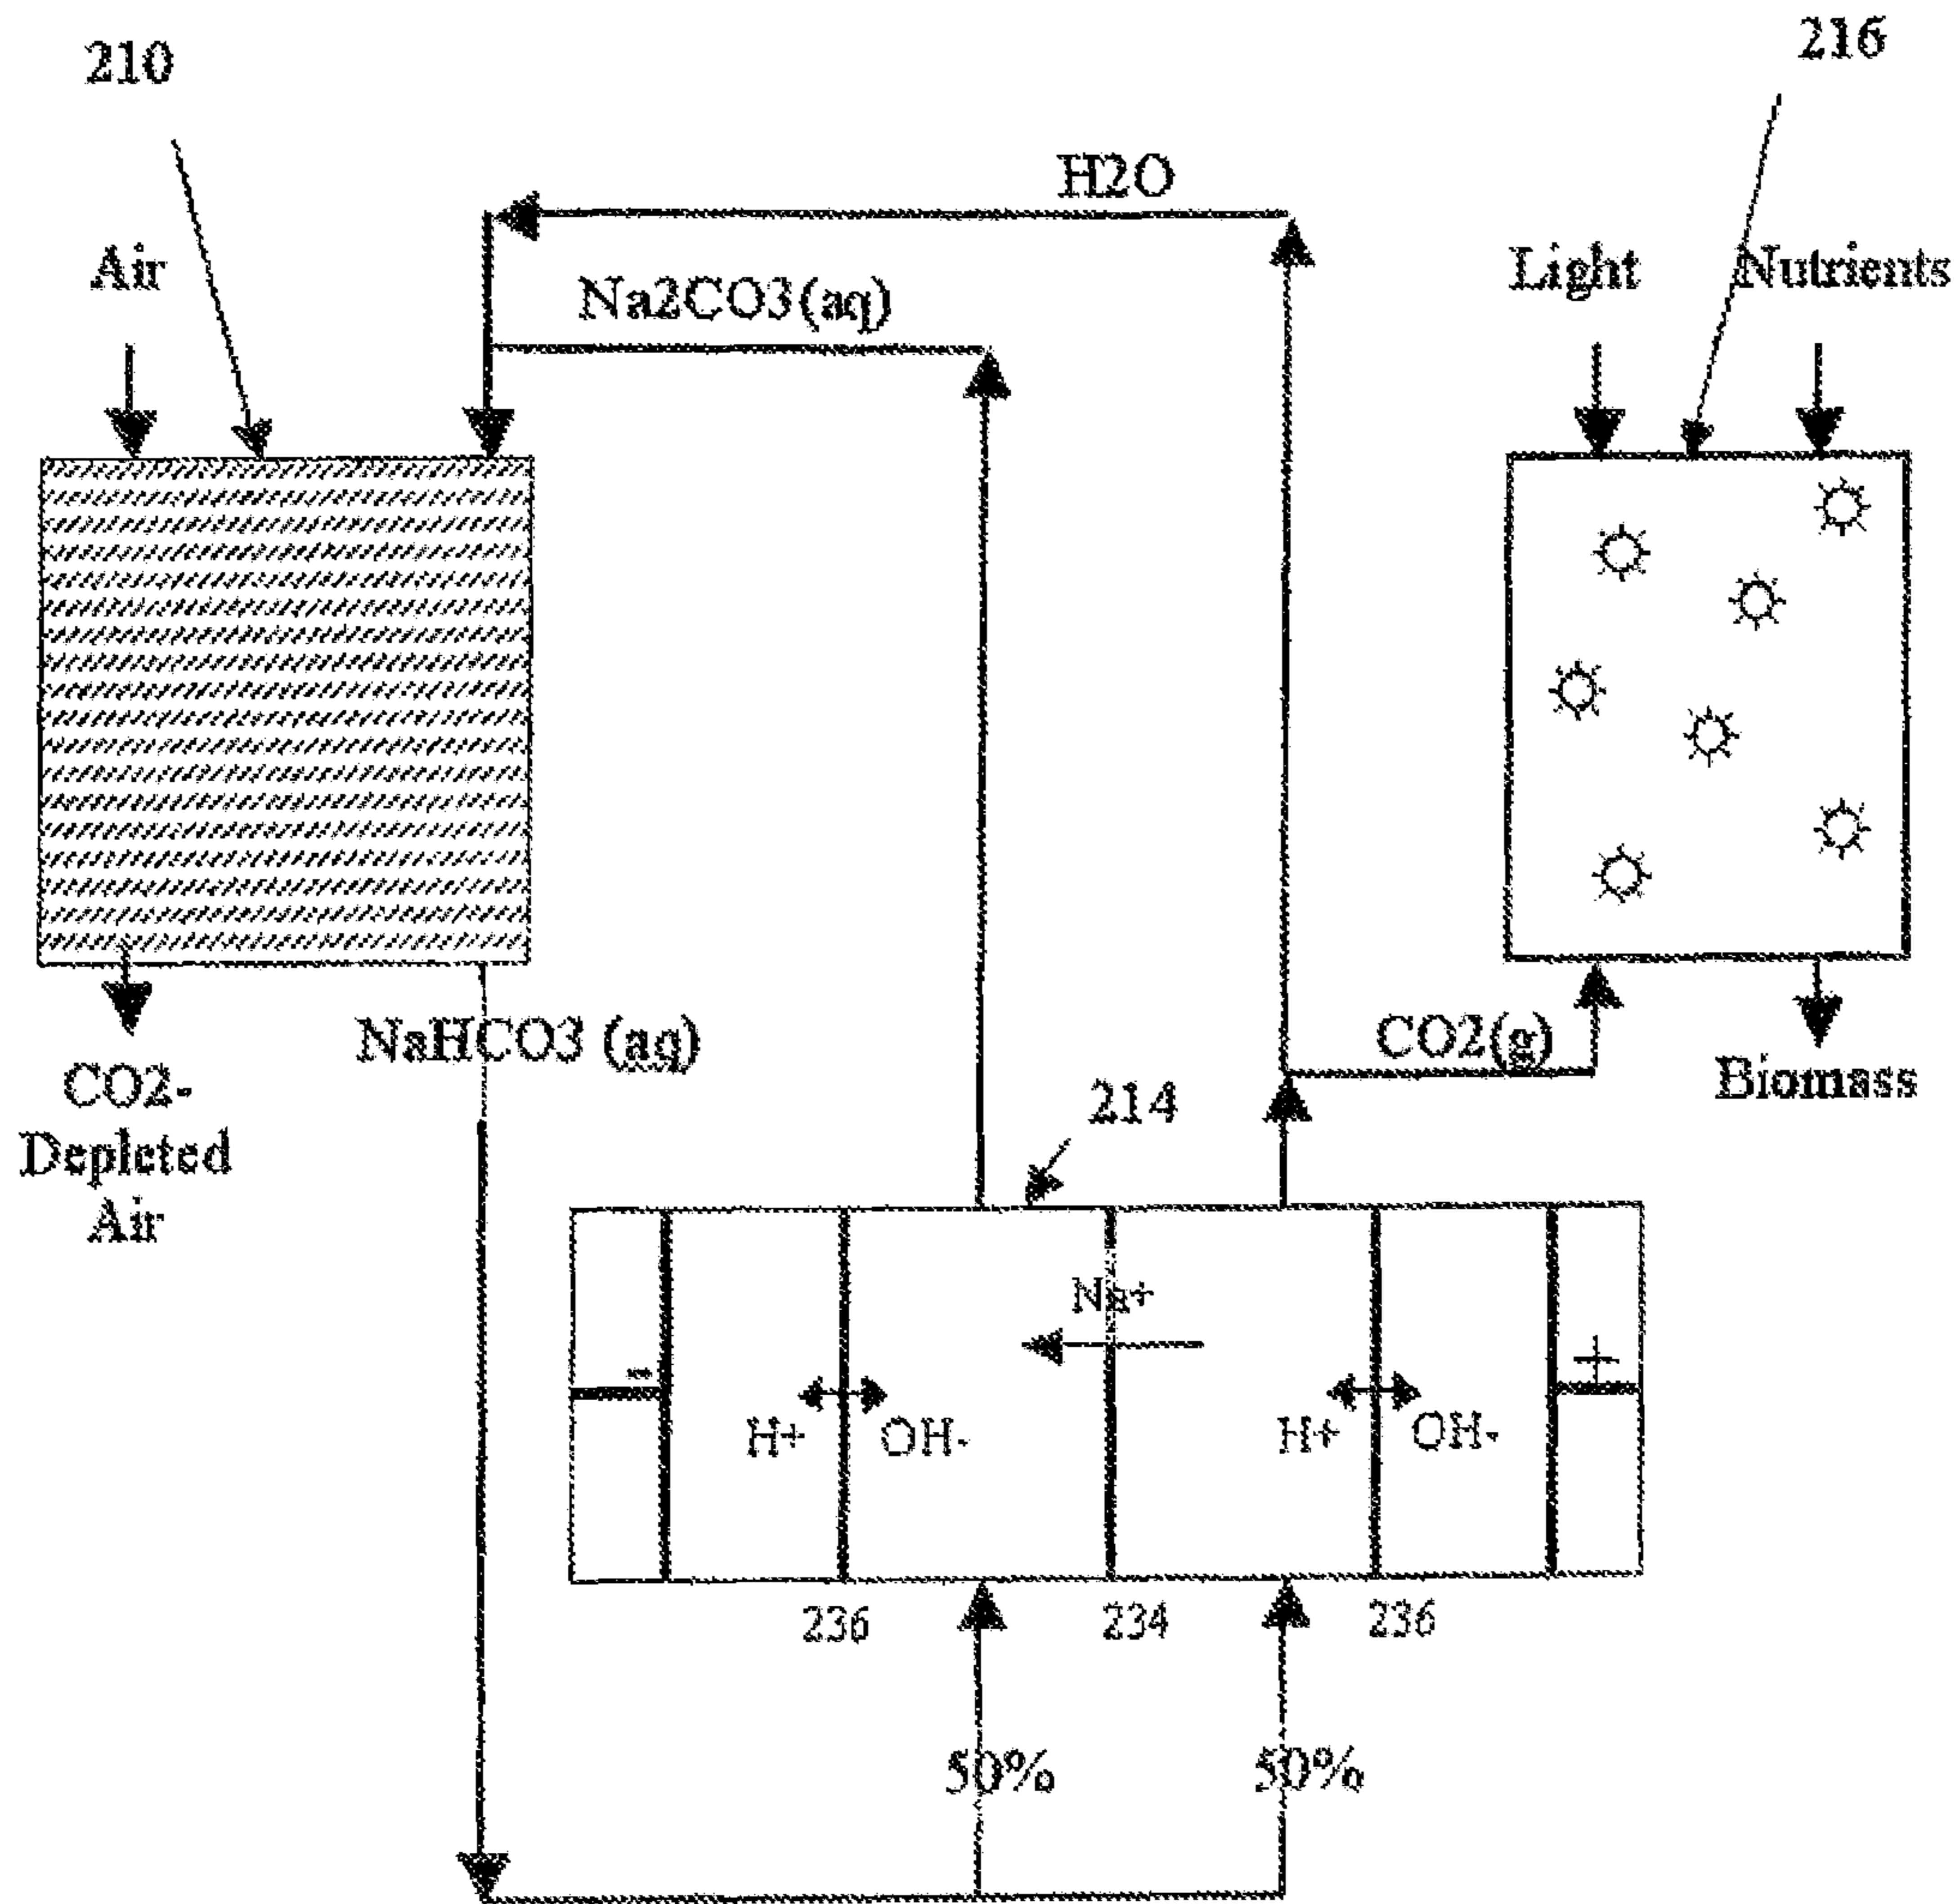 210
216
H2O
Air
Na2CO3(aq)
Light
Nutrients
NaHCO3 (aq)
CO2(g)
CO2-
Depleted
Air
Biomass
214
Na+
-
+
H+
OH-
H+
OH-
236
234
236
50%
50%